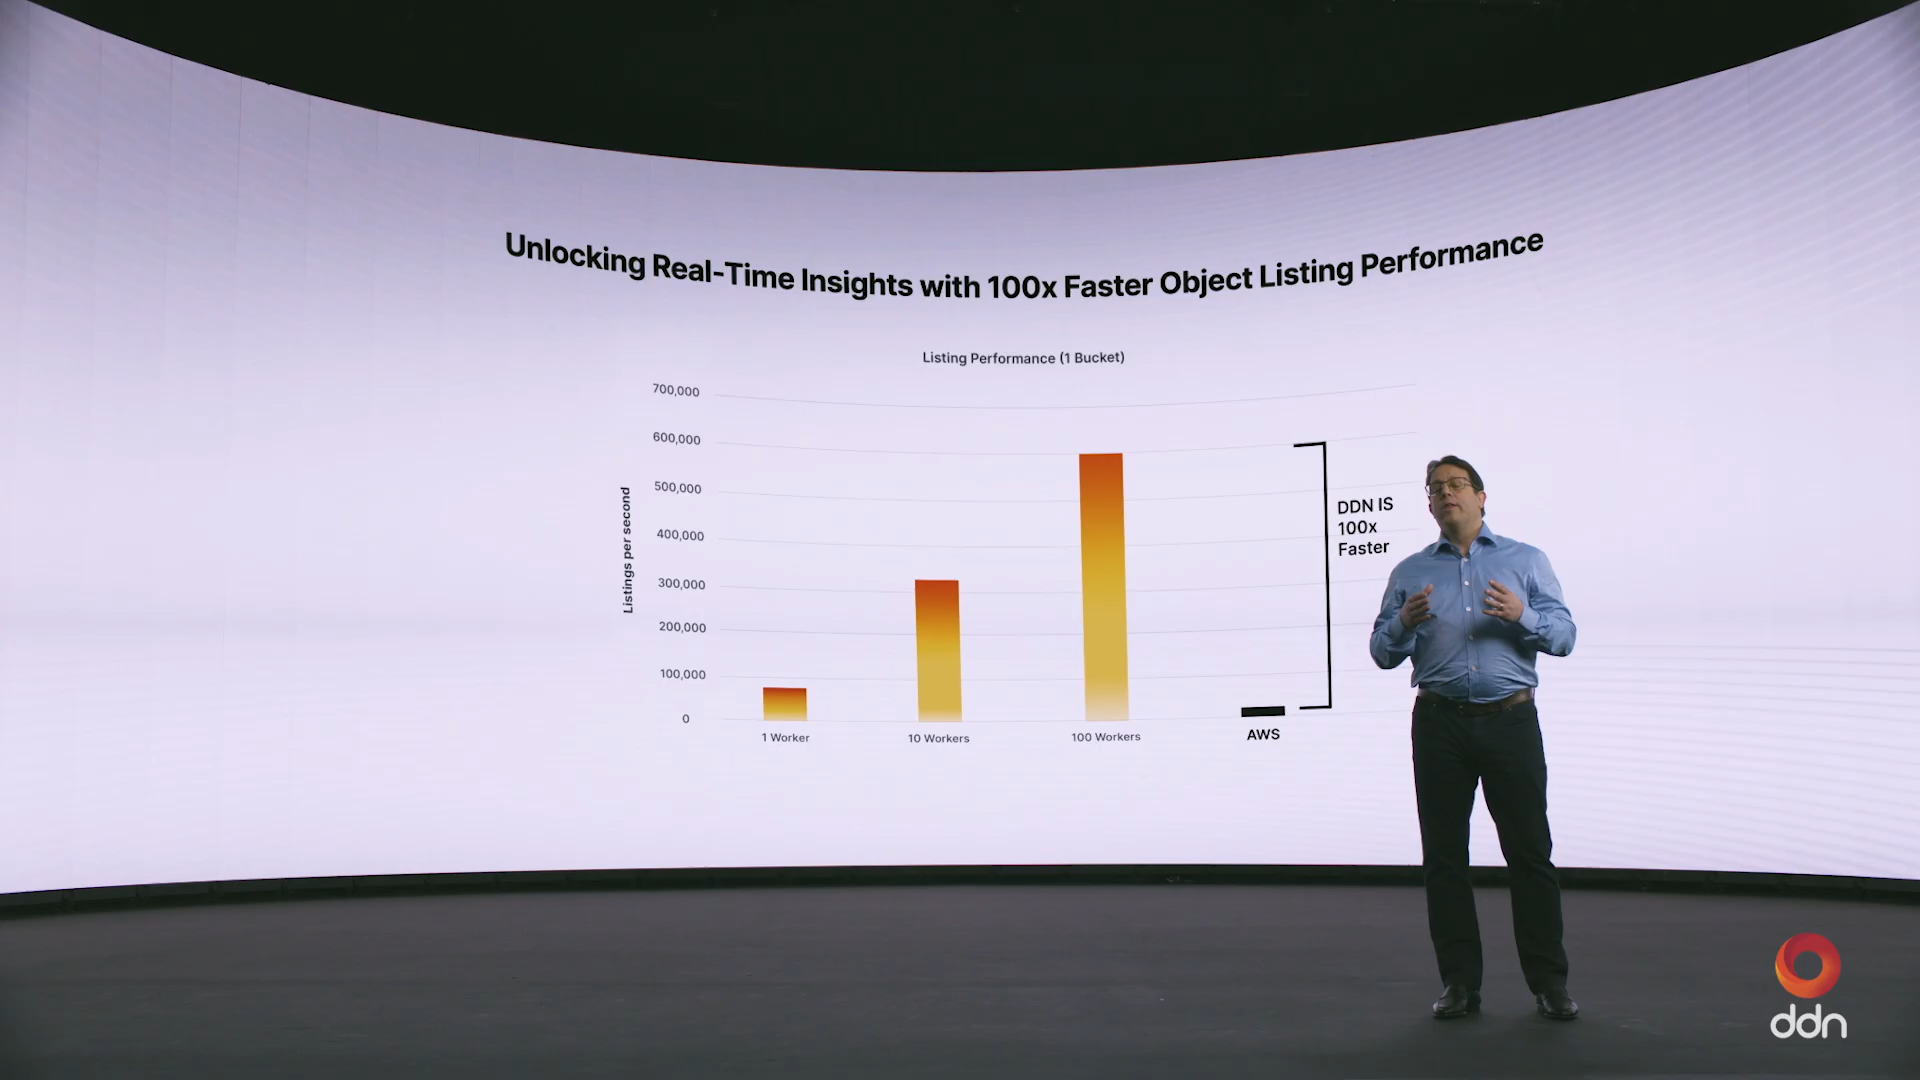 Unlocking Real-Time Insights with 100x Faster Object Listing Performance
Listing Performance (1 Bucket)
Listings per second
700,000
600,000
500,000
400,000
300,000
200,000
100,000
0
1 Worker
10 Workers
100 Workers
AWS
DDN IS
100x
Faster
ddn